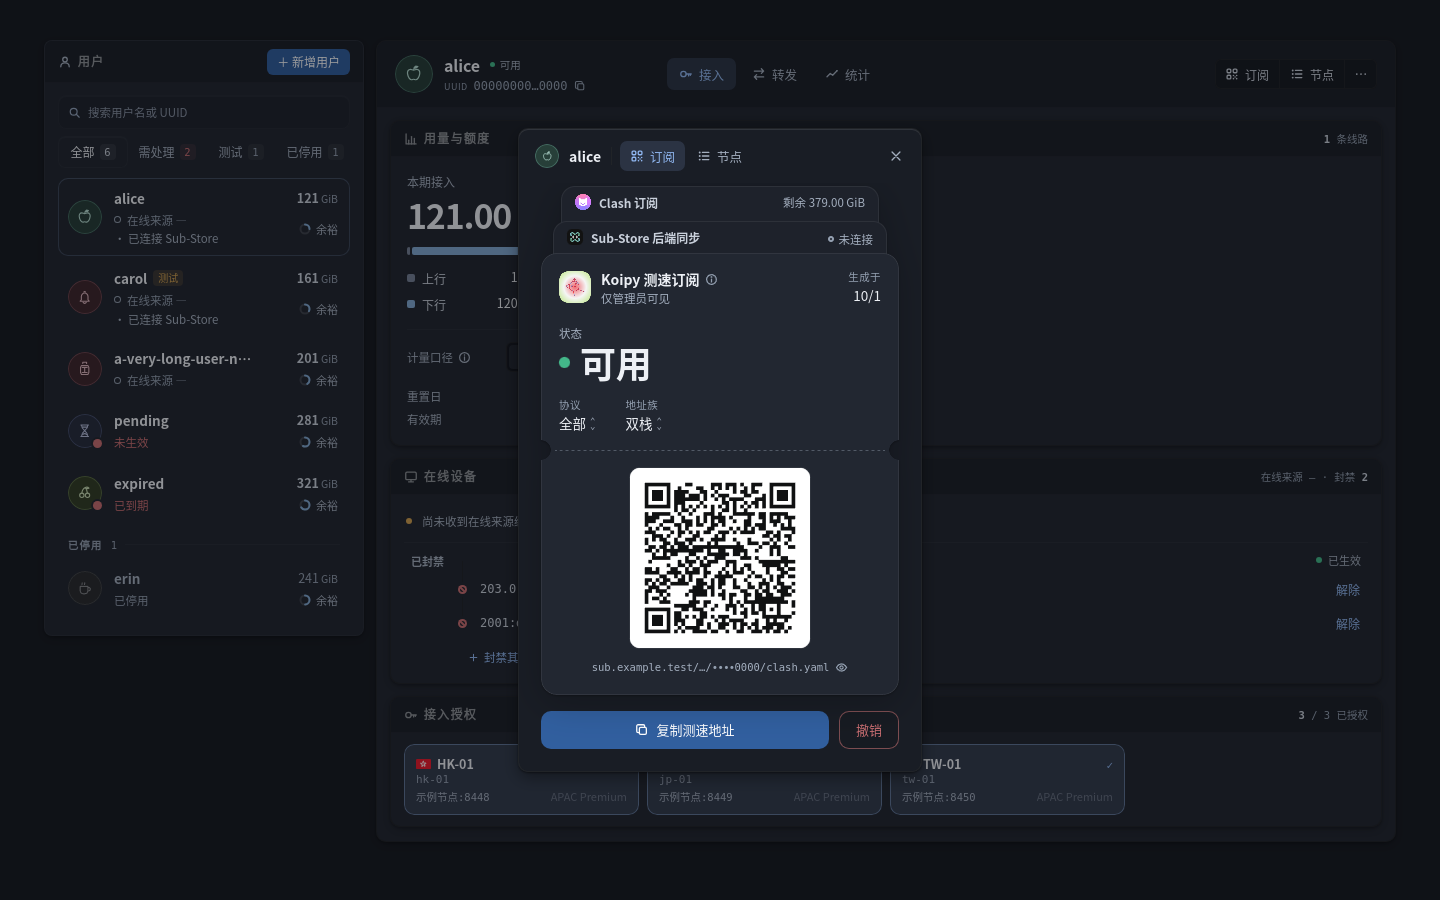 用户
+ 新增用户
搜索用户名或 UUID
全部 6
需处理 2
测试 1
已停用 1
alice
121 GiB
在线来源 —
余裕
· 已连接 Sub-Store
carol 测试
161 GiB
在线来源 —
余裕
· 已连接 Sub-Store
a-very-long-user-n···
201 GiB
在线来源 —
余裕
pending
281 GiB
未生效
余裕
expired
321 GiB
已到期
余裕
已停用 1
erin
241 GiB
已停用
余裕
alice 可用
UUID 00000000…0000
接入
转发
统计
订阅
节点
···
用量与额度
1 条线路
本期接入
121.00
上行 1
下行 120
计量口径
重置日
有效期
在线设备
在线来源 — · 封禁 2
尚未收到在线来源
已封禁
已生效
203.0
解除
2001:
解除
+ 封禁其
接入授权
3 / 3 已授权
HK-01
hk-01
示例节点:8448
APAC Premium
jp-01
示例节点:8449
APAC Premium
TW-01 ✓
tw-01
示例节点:8450
APAC Premium
alice
订阅
节点
Clash 订阅
剩余 379.00 GiB
Sub-Store 后端同步
未连接
Koipy 测速订阅
仅管理员可见
生成于
10/1
状态
可用
协议
全部
地址族
双栈
sub.example.test/…/••••0000/clash.yaml
复制测速地址
撤销